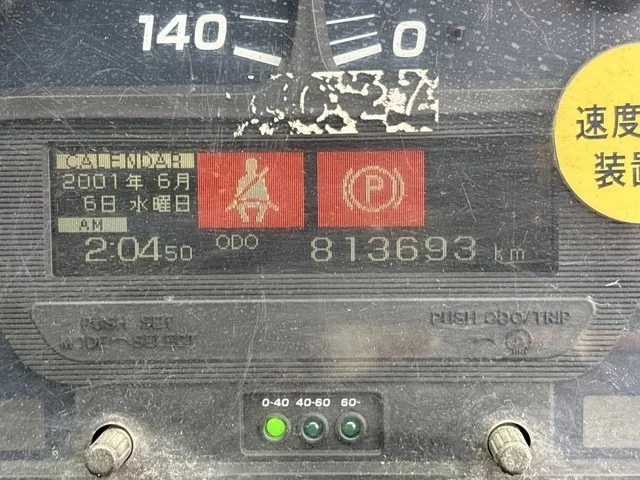 140
0
速度
装置
CALENDAR
2001年 6月
6日 水曜日
AM
2:04 50
P
ODO
813693 km
PUSH SET
MODE SELECT
PUSH ODO/TRIP
0-40 40-60 60-